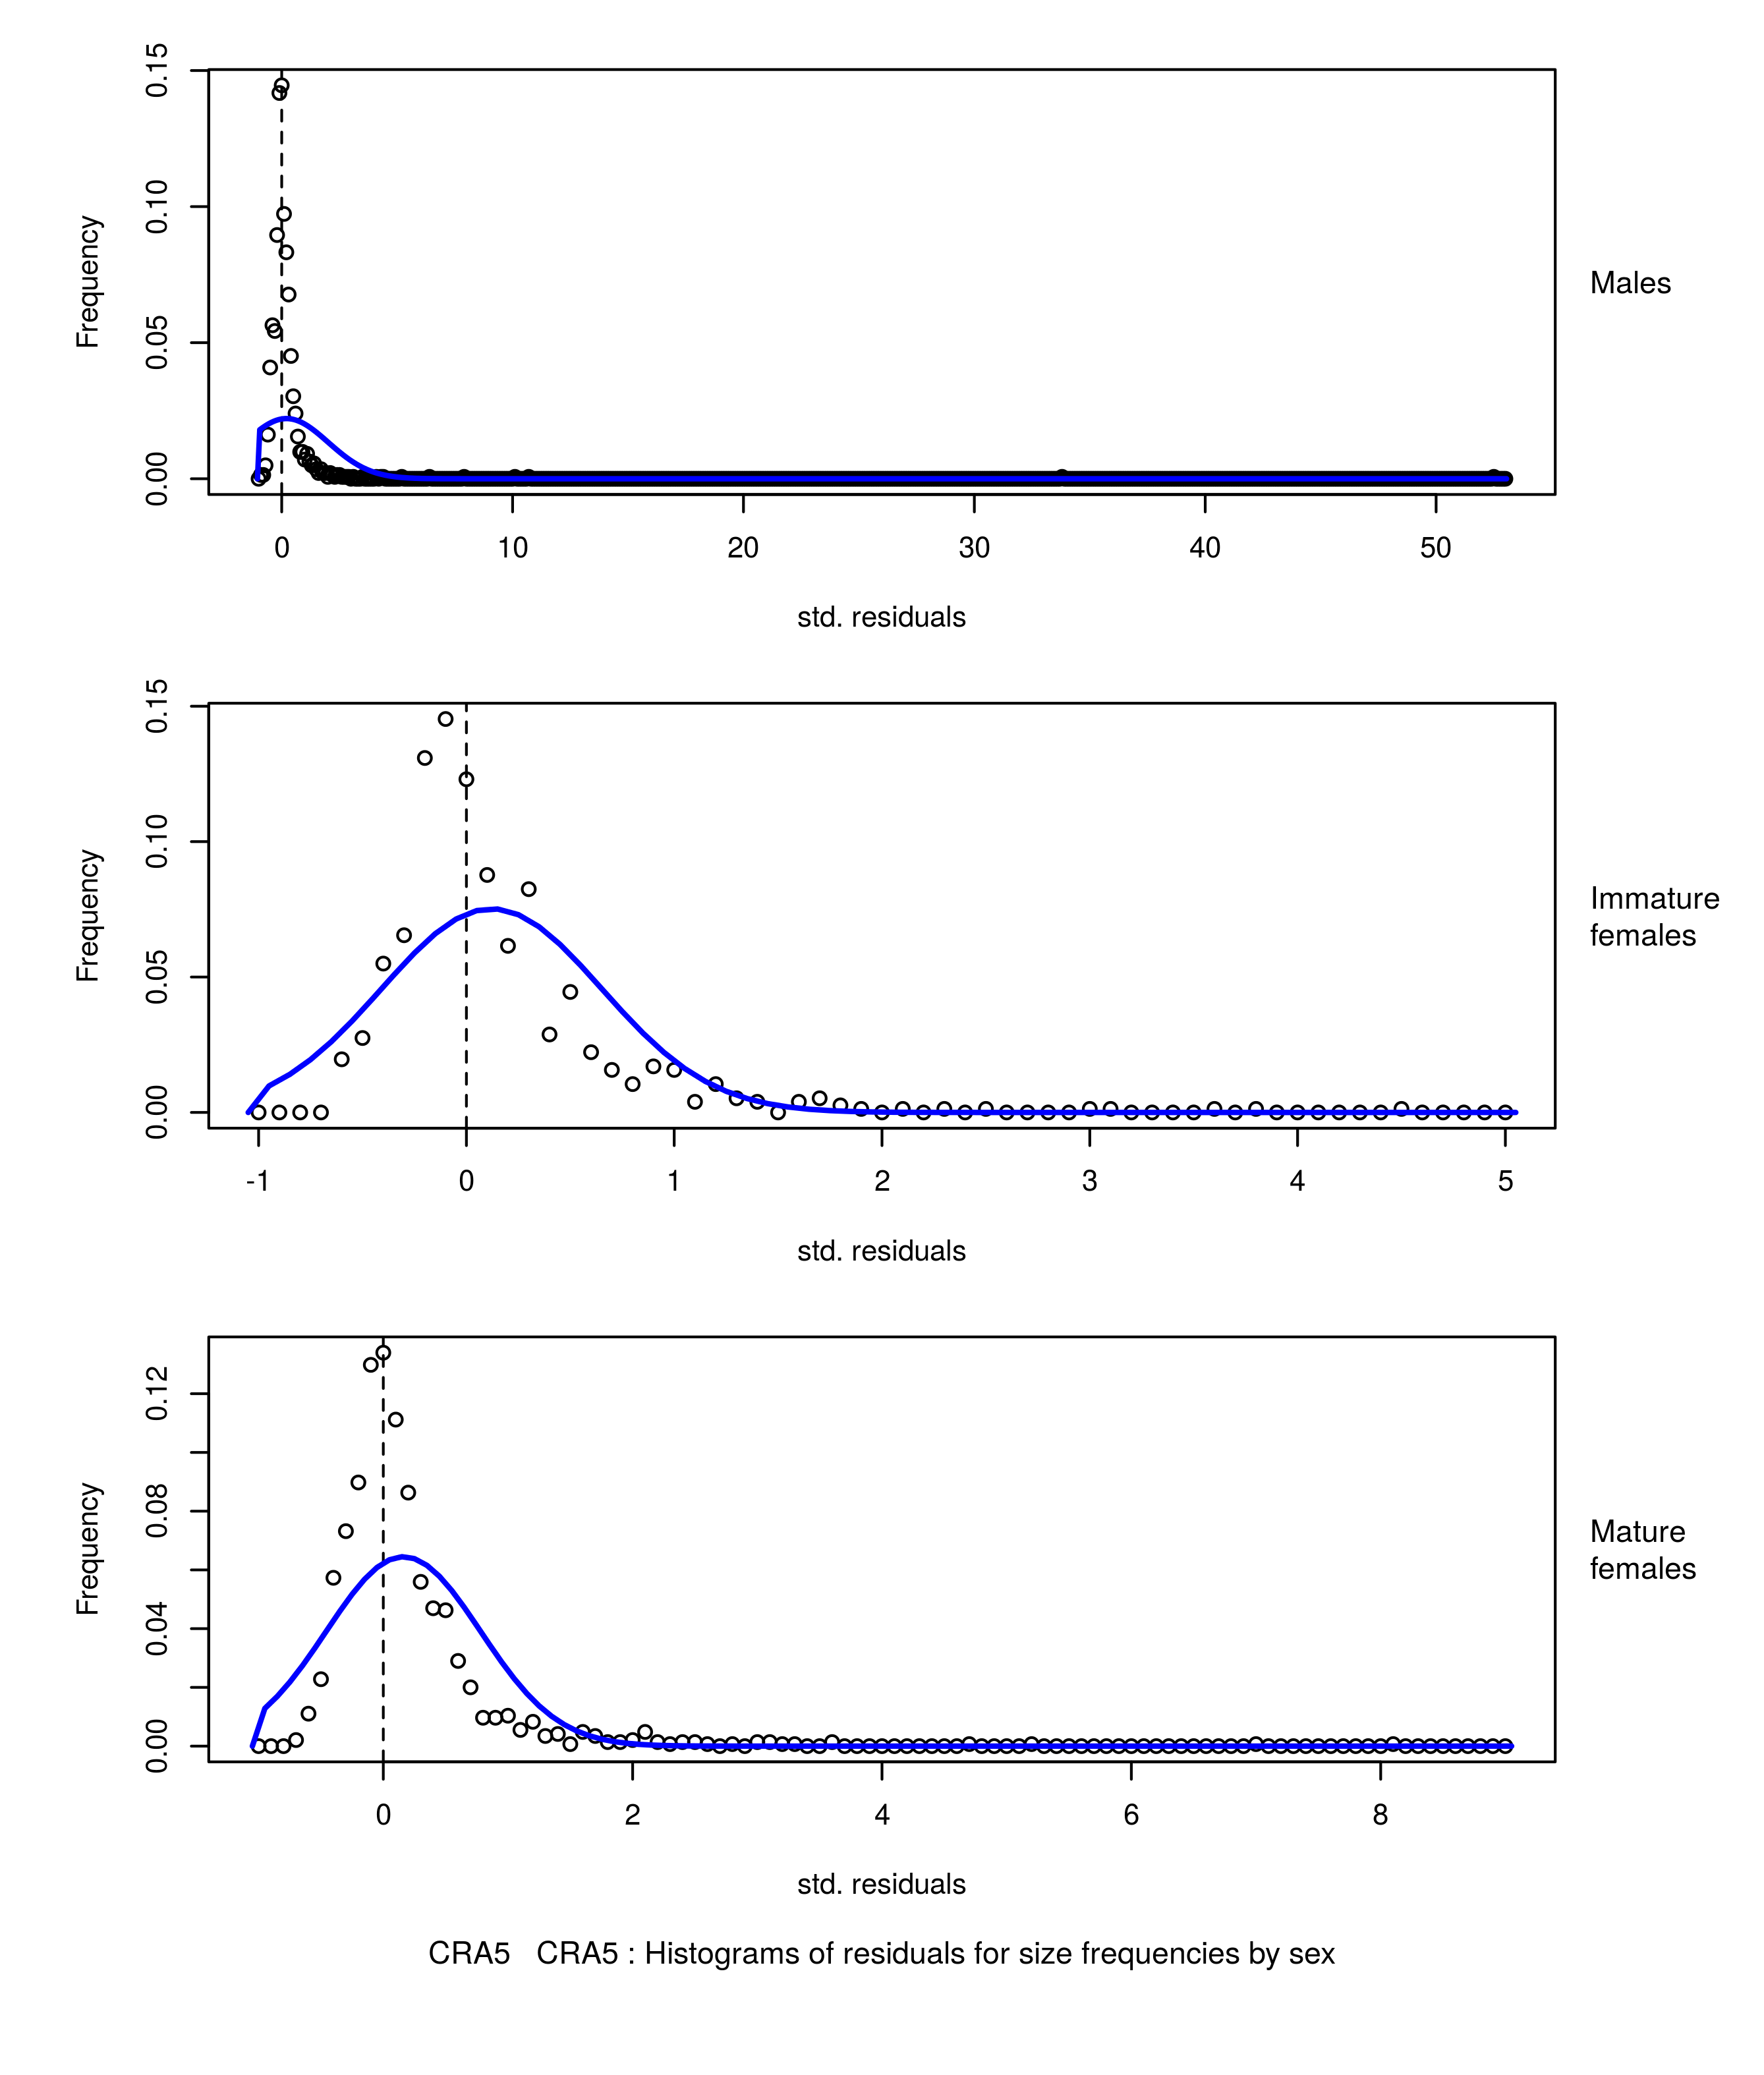 0.15
0.10
0.05
0.00
Frequency
Males
0 10 20 30 40 50
std. residuals
0.15
0.10
0.05
0.00
Frequency
Immature
females
-1 0 1 2 3 4 5
std. residuals
0.12
0.08
0.04
0.00
Frequency
Mature
females
0 2 4 6 8
std. residuals
CRA5 CRA5 : Histograms of residuals for size frequencies by sex